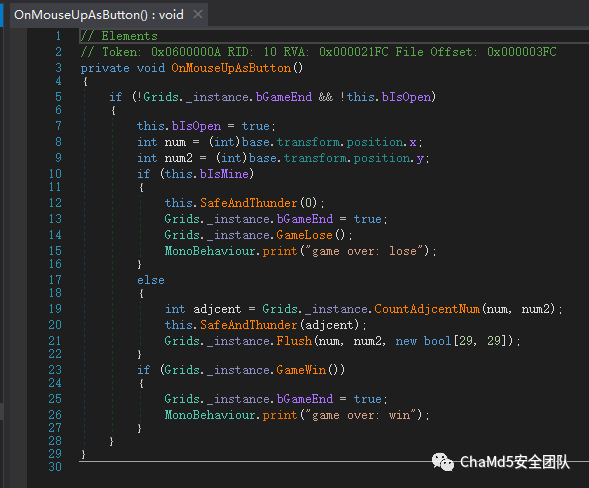 OnMouseUpAsButton() : void ×
1 // Elements
2 // Token: 0x0600000A RID: 10 RVA: 0x000021FC File Offset: 0x000003FC
3 private void OnMouseUpAsButton()
4 {
5 if (!Grids._instance.bGameEnd && !this.bIsOpen)
6 {
7 this.bIsOpen = true;
8 int num = (int)base.transform.position.x;
9 int num2 = (int)base.transform.position.y;
10 if (this.bIsMine)
11 {
12 this.SafeAndThunder(0);
13 Grids._instance.bGameEnd = true;
14 Grids._instance.GameLose();
15 MonoBehaviour.print("game over: lose");
16 }
17 else
18 {
19 int adjcent = Grids._instance.CountAdjcentNum(num, num2);
20 this.SafeAndThunder(adjcent);
21 Grids._instance.Flush(num, num2, new bool[29, 29]);
22 }
23 if (Grids._instance.GameWin())
24 {
25 Grids._instance.bGameEnd = true;
26 MonoBehaviour.print("game over: win");
27 }
28 }
29 }
30
ChaMd5安全团队